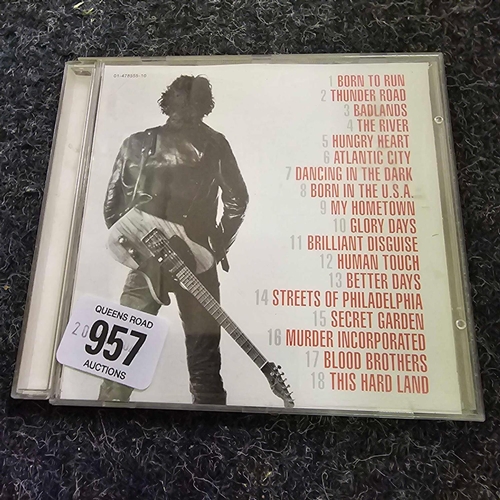 01-478555-10
1 BORN TO RUN
2 THUNDER ROAD
3 BADLANDS
4 THE RIVER
5 HUNGRY HEART
6 ATLANTIC CITY
7 DANCING IN THE DARK
8 BORN IN THE U.S.A.
9 MY HOMETOWN
10 GLORY DAYS
11 BRILLIANT DISGUISE
12 HUMAN TOUCH
13 BETTER DAYS
14 STREETS OF PHILADELPHIA
15 SECRET GARDEN
16 MURDER INCORPORATED
17 BLOOD BROTHERS
18 THIS HARD LAND
QUEENS ROAD
20 957
AUCTIONS